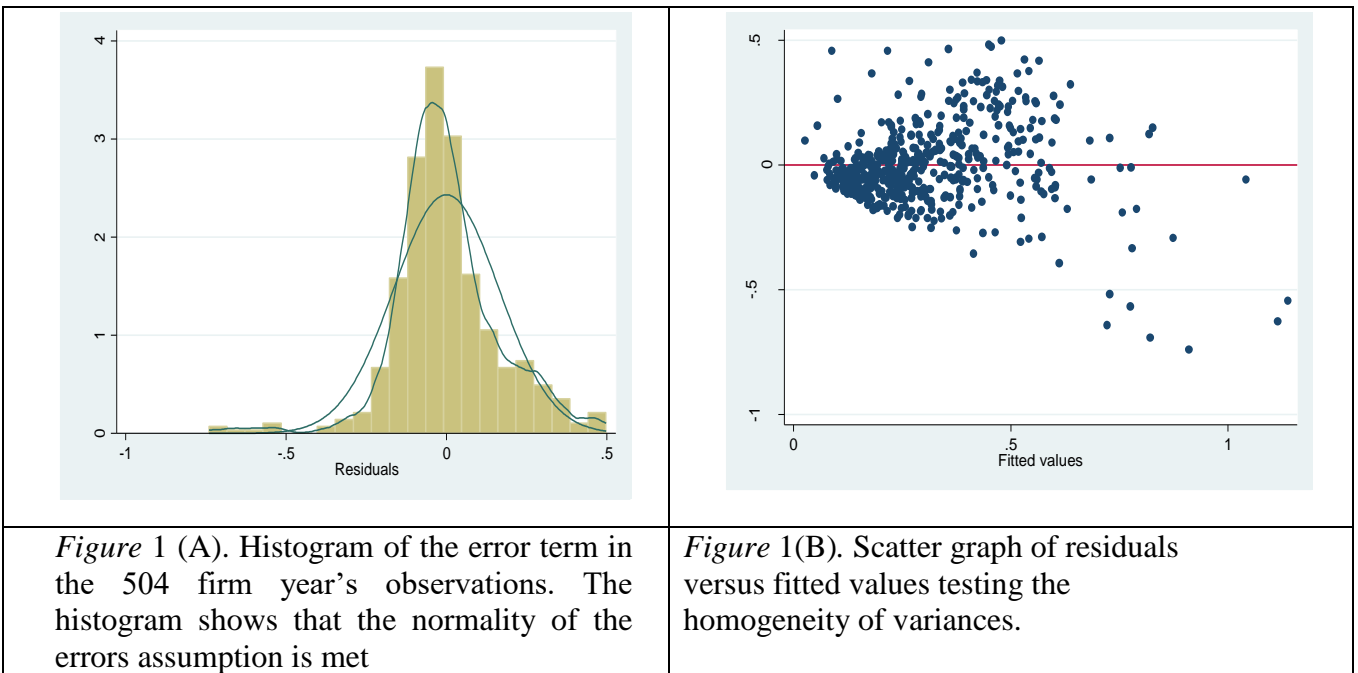 4
3
2
1
0
-1
-.5
0
.5
Residuals
.5
0
-.5
-1
0
.5
1
Fitted values
Figure 1 (A). Histogram of the error term in
the 504 firm year’s observations. The
histogram shows that the normality of the
errors assumption is met
Figure 1(B). Scatter graph of residuals
versus fitted values testing the
homogeneity of variances.